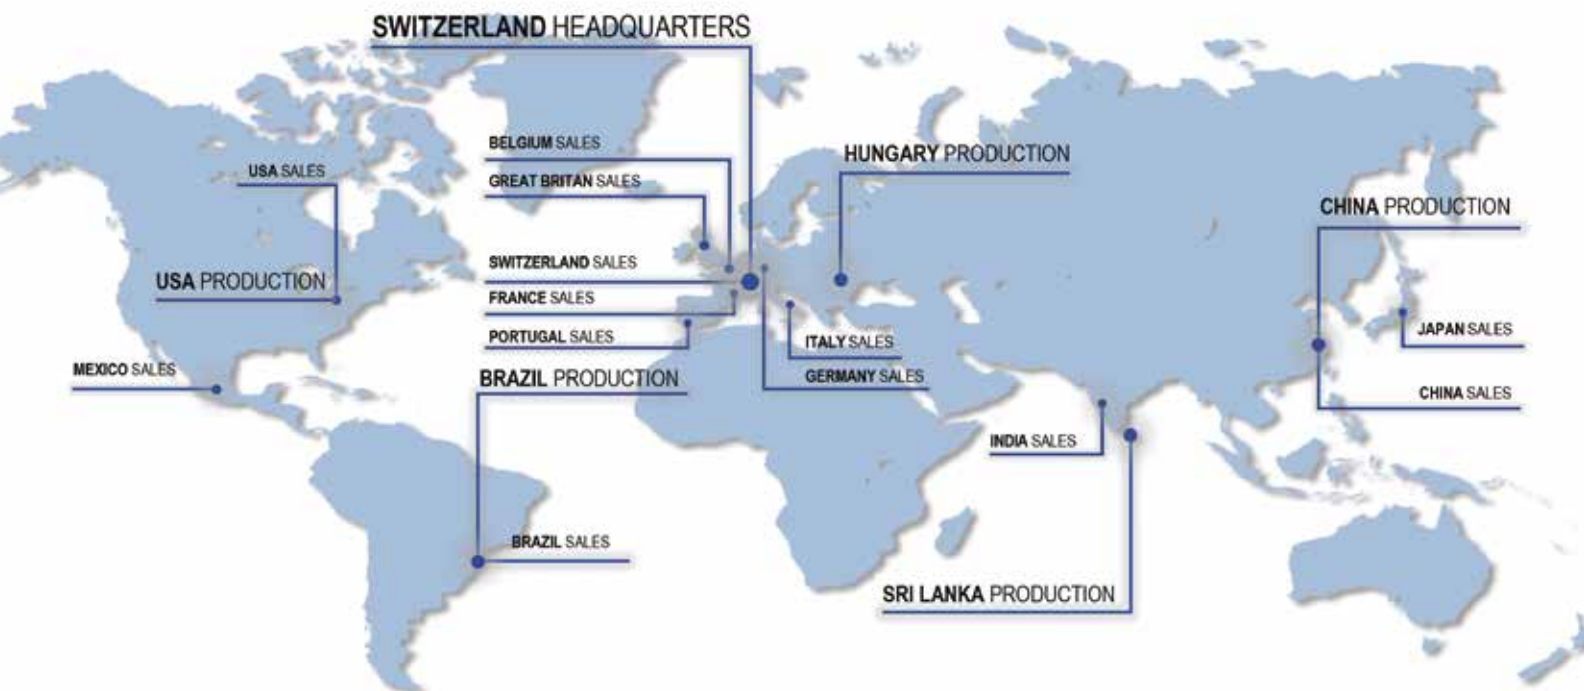 SWITZERLAND HEADQUARTERS
BELGIUM SALES
HUNGARY PRODUCTION
USA SALES
GREAT BRITAN SALES
CHINA PRODUCTION
SWITZERLAND SALES
USA PRODUCTION
FRANCE SALES
PORTUGAL SALES
ITALY SALES
JAPAN SALES
MEXICO SALES
BRAZIL PRODUCTION
GERMANY SALES
CHINA SALES
INDIA SALES
BRAZIL SALES
SRI LANKA PRODUCTION